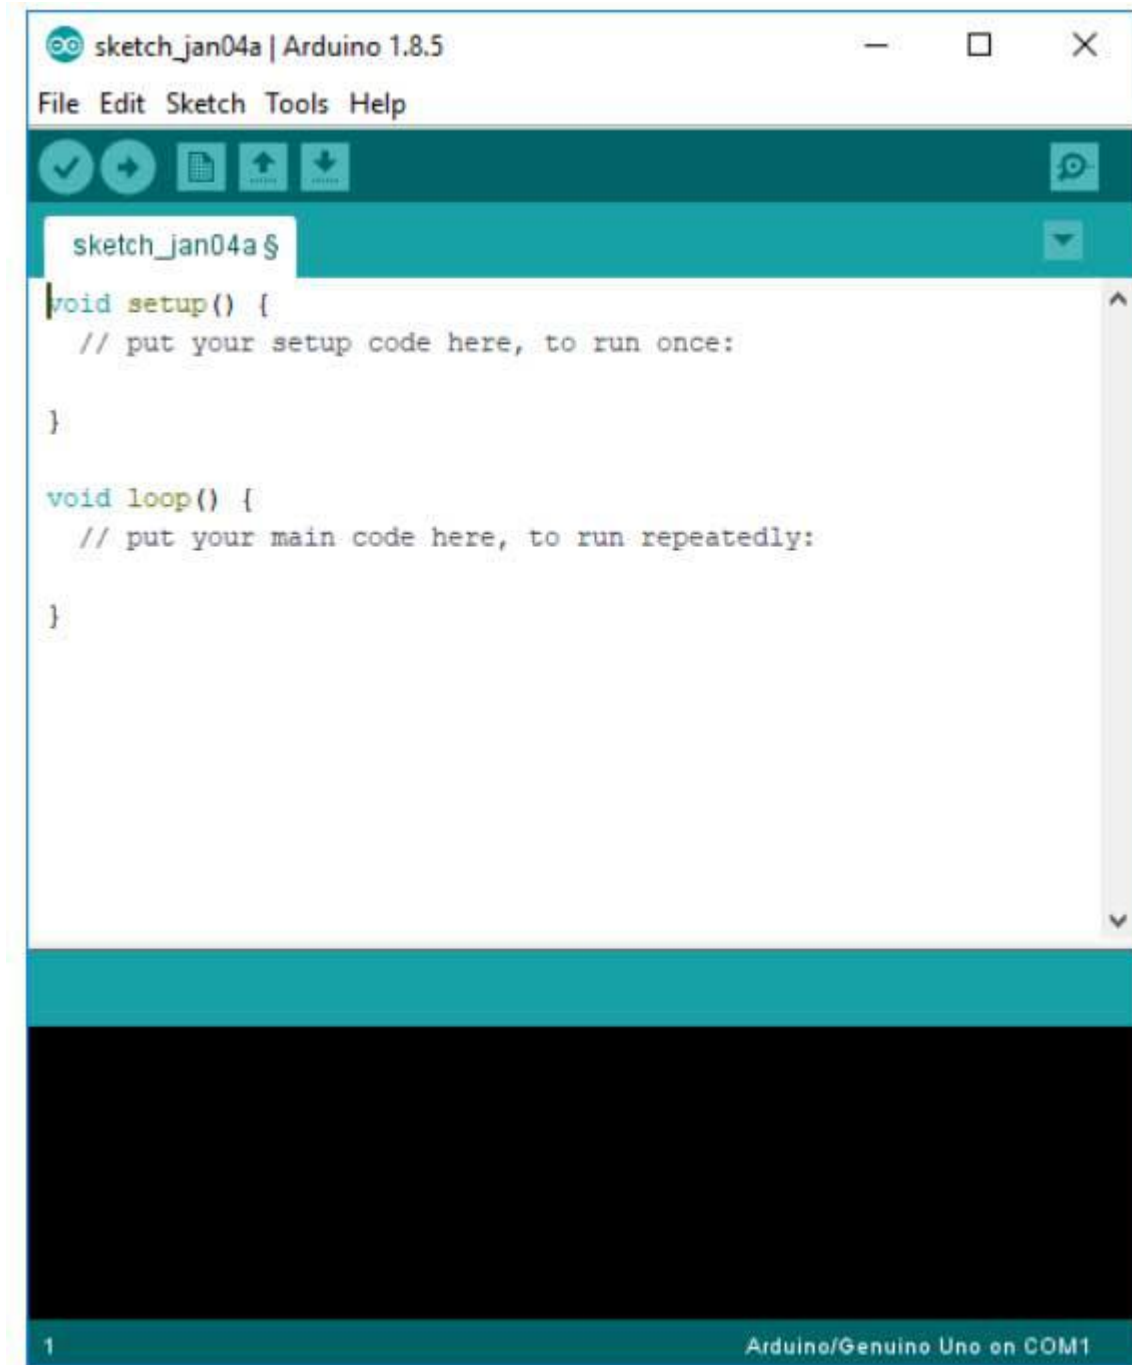 sketch_jan04a | Arduino 1.8.5
File Edit Sketch Tools Help
sketch_jan04a §
void setup() {
  // put your setup code here, to run once:
}
void loop() {
  // put your main code here, to run repeatedly:
}
1 Arduino/Genuino Uno on COM1